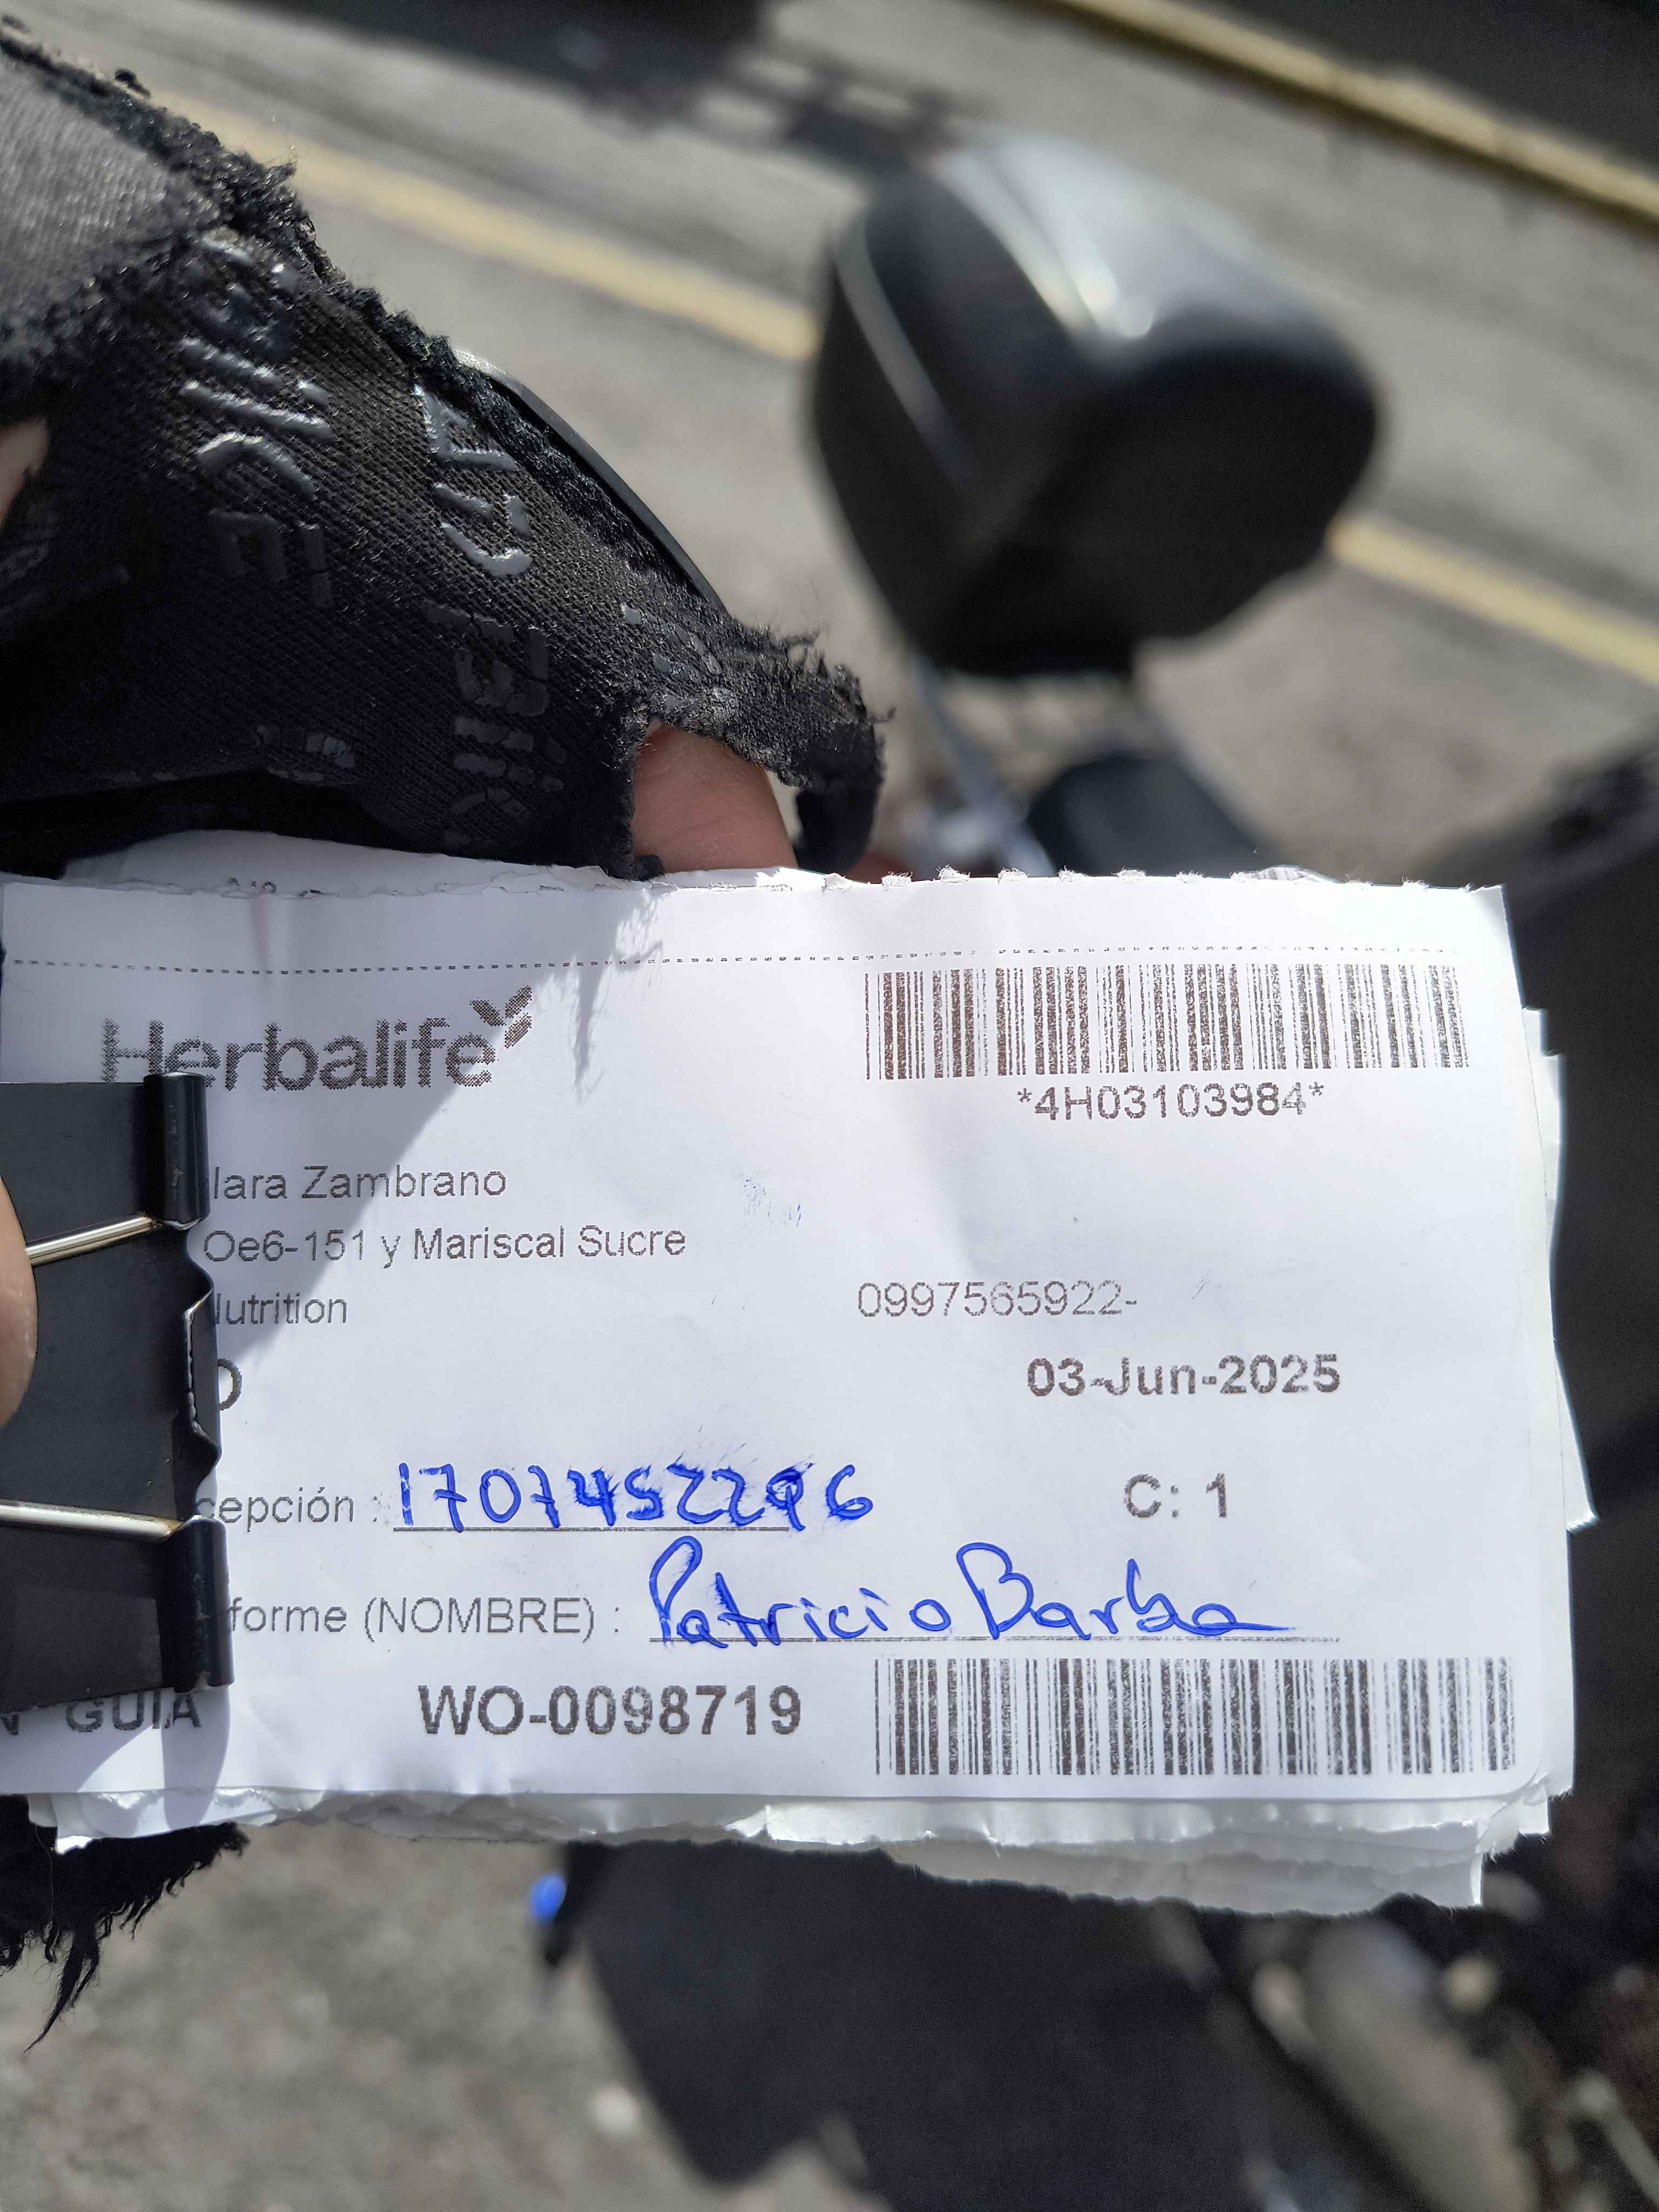 Herbalife
*4H03103984*
lara Zambrano
Oe6-151 y Mariscal Sucre
Nutrition
0997565922-
03-Jun-2025
cepción : 1707452296
C: 1
forme (NOMBRE) : Patricio Barba
GUIA
WO-0098719